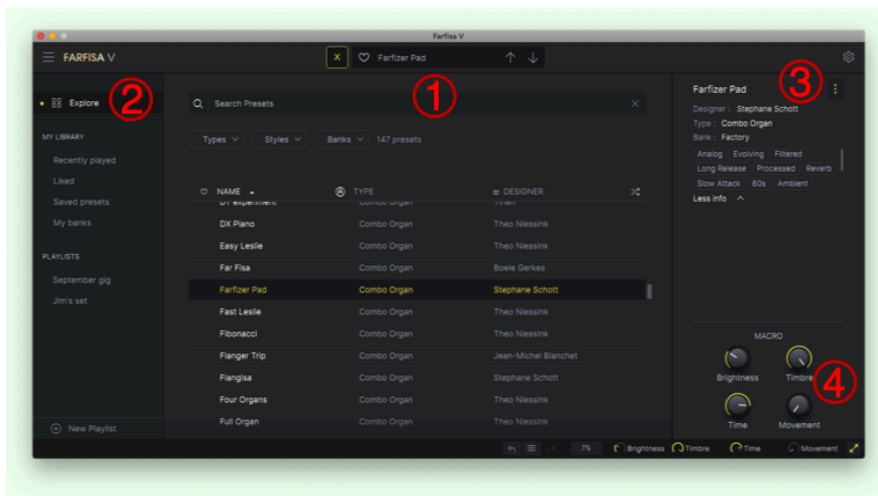 Farfisa V
FARFISA V
X Farfizer Pad
①
②
③
④
Explore
MY LIBRARY
Recently played
Liked
Saved presets
My banks
PLAYLISTS
September gig
Jim's set
New Playlist
Search Presets
Types Styles Banks 147 presets
NAME TYPE DESIGNER
DX Piano Combo Organ Theo Niessink
Easy Leslie Combo Organ Theo Niessink
Far Fisa Combo Organ Boele Gerkes
Farfizer Pad Combo Organ Stephane Schott
Fast Leslie Combo Organ Theo Niessink
Fibonacci Combo Organ Theo Niessink
Flanger Trip Combo Organ Jean-Michel Blanchet
Flangisa Combo Organ Stephane Schott
Four Organs Combo Organ Theo Niessink
Full Organ Combo Organ Theo Niessink
Farfizer Pad
Designer : Stephane Schott
Type : Combo Organ
Bank : Factory
Analog Evolving Filtered
Long Release Processed Reverb
Slow Attack 60s Ambient
Less info
MACRO
Brightness Timbre
Time Movement
7% Brightness Timbre Time Movement